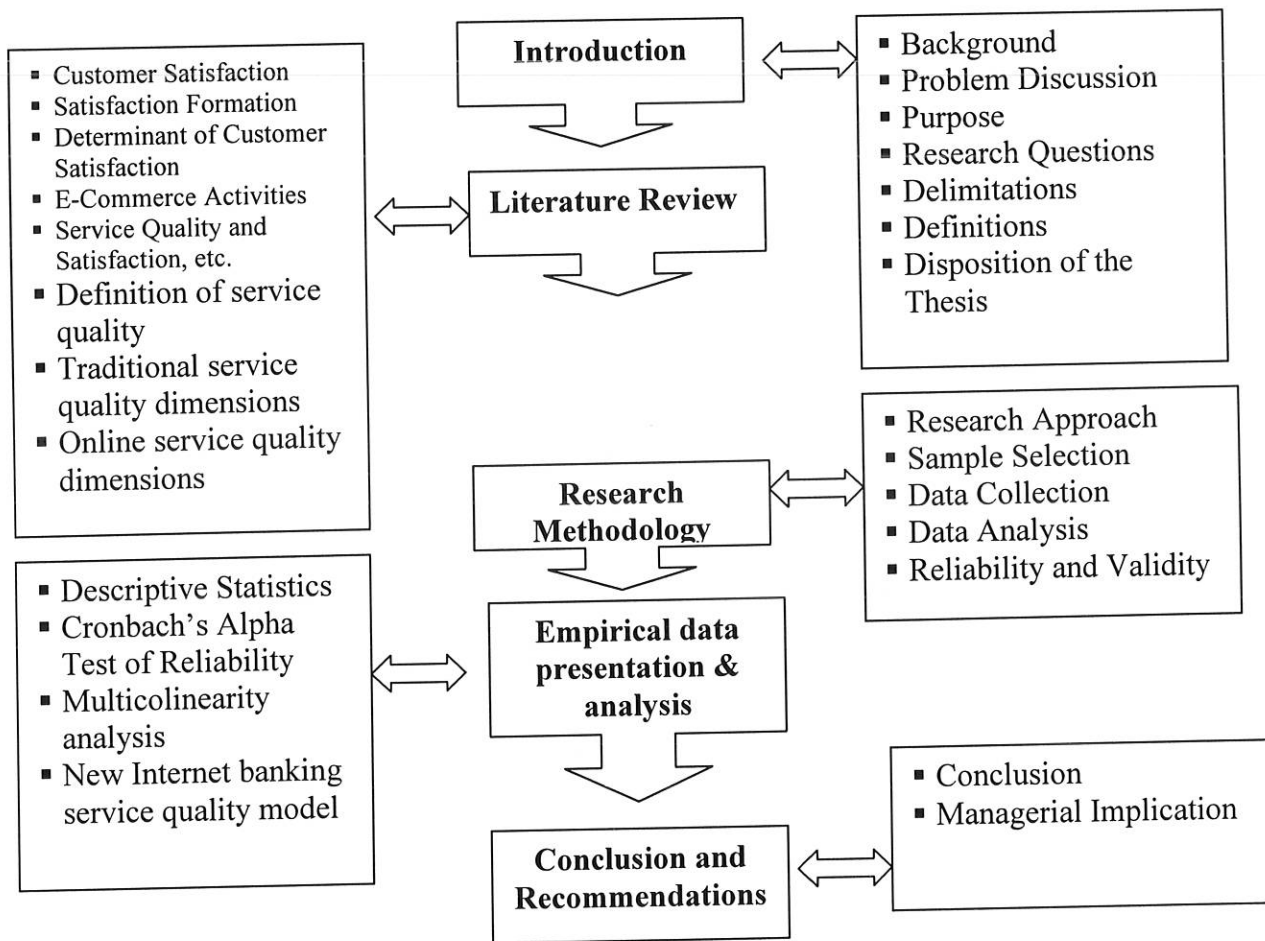 Introduction
▪ Background
▪ Problem Discussion
▪ Purpose
▪ Research Questions
▪ Delimitations
▪ Definitions
▪ Disposition of the
Thesis
Literature Review
▪ Customer Satisfaction
▪ Satisfaction Formation
▪ Determinant of Customer
Satisfaction
▪ E-Commerce Activities
▪ Service Quality and
Satisfaction, etc.
▪ Definition of service
quality
▪ Traditional service
quality dimensions
▪ Online service quality
dimensions
Research
Methodology
▪ Research Approach
▪ Sample Selection
▪ Data Collection
▪ Data Analysis
▪ Reliability and Validity
Empirical data
presentation &
analysis
▪ Descriptive Statistics
▪ Cronbach's Alpha
Test of Reliability
▪ Multicolinearity
analysis
▪ New Internet banking
service quality model
Conclusion and
Recommendations
▪ Conclusion
▪ Managerial Implication